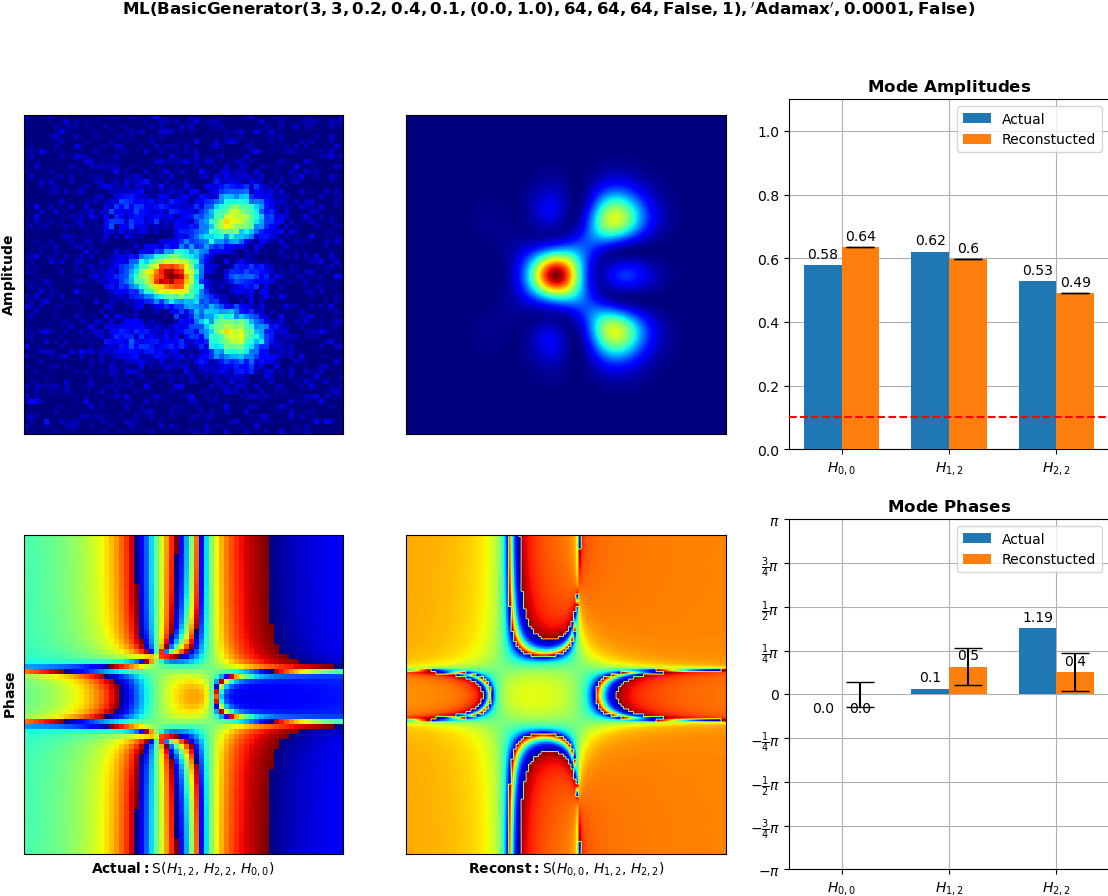 ML(BasicGenerator(3, 3, 0.2, 0.4, 0.1, (0.0, 1.0), 64, 64, 64, False, 1), ′Adamax′, 0.0001, False)
Amplitude
Mode Amplitudes
Actual
Reconstucted
1.0
0.8
0.6
0.4
0.2
0.0
0.58
0.64
0.62
0.6
0.53
0.49
H0,0
H1,2
H2,2
Phase
Actual: S(H1,2, H2,2, H0,0)
Reconst: S(H0,0, H1,2, H2,2)
Mode Phases
Actual
Reconstucted
π
3/4π
1/2π
1/4π
0
−1/4π
−1/2π
−3/4π
−π
0.0
0.0
0.1
0.5
1.19
0.4
H0,0
H1,2
H2,2